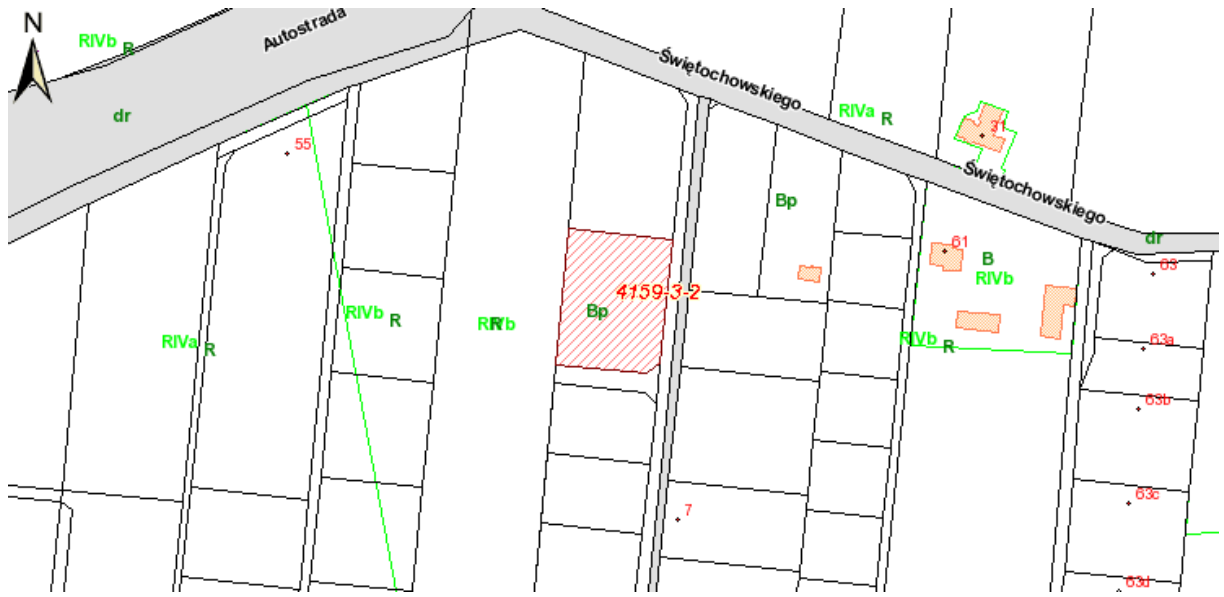 N
RIVb
R
Autostrada
Świętochowskiego
dr
RIVa
R
31
55
Świętochowskiego
Bp
dr
61
B
63
RIVb
4159-3-2
RIVb
R
Bp
RIVb
R
RIVa
R
RIVb
R
63a
63b
63c
7
63d